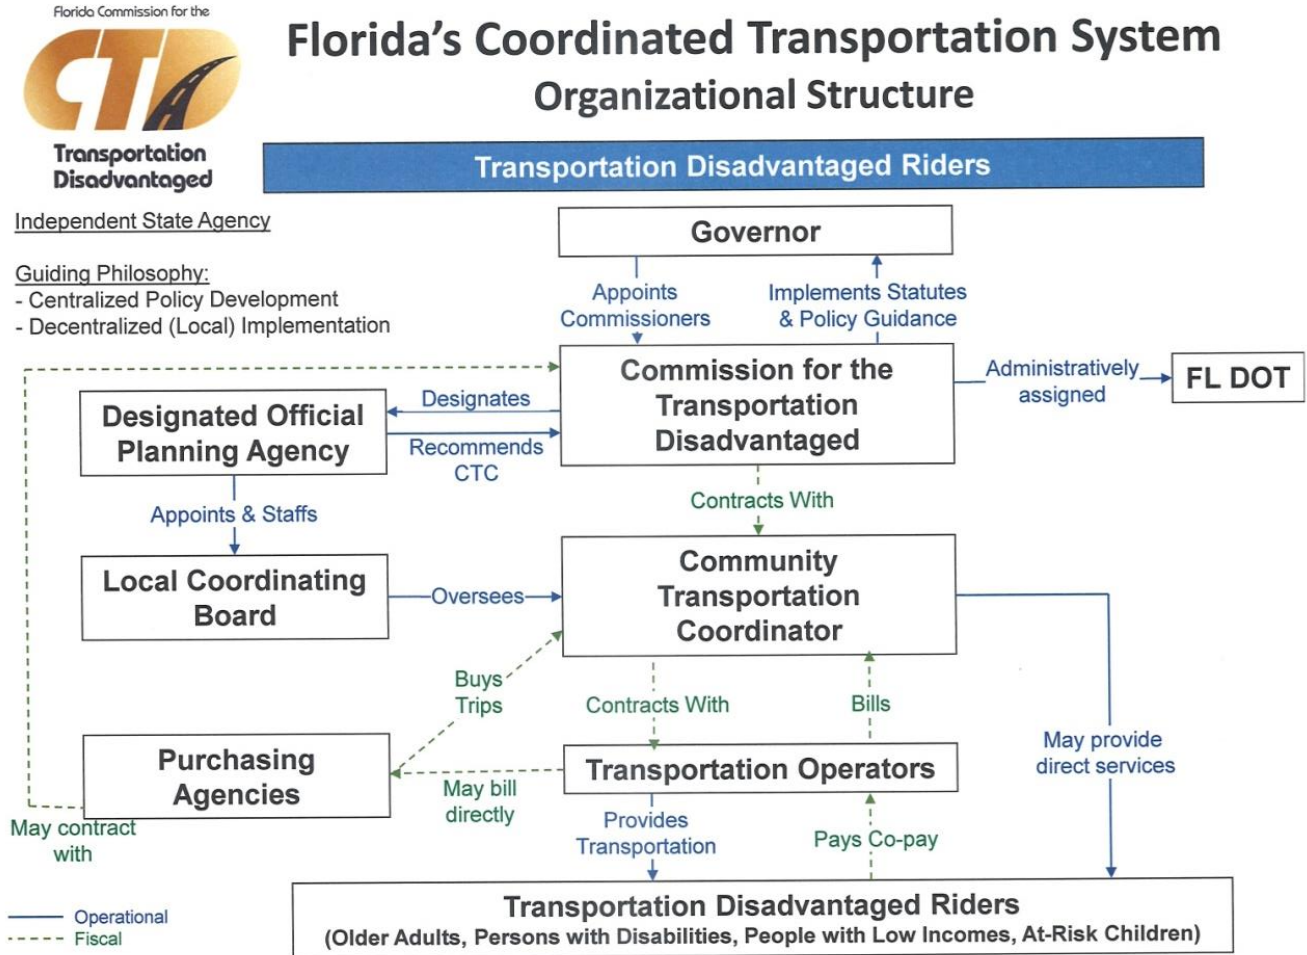 Florida Commission for the
CTD
Transportation
Disadvantaged
Florida's Coordinated Transportation System
Organizational Structure
Transportation Disadvantaged Riders
Independent State Agency
Guiding Philosophy:
- Centralized Policy Development
- Decentralized (Local) Implementation
Governor
Appoints
Commissioners
Implements Statutes
& Policy Guidance
Commission for the
Transportation
Disadvantaged
Administratively
assigned
FL DOT
Designated Official
Planning Agency
Designates
Recommends
CTC
Contracts With
Appoints & Staffs
Local Coordinating
Board
Oversees
Community
Transportation
Coordinator
Buys
Trips
Contracts With
Bills
May provide
direct services
Purchasing
Agencies
May bill
directly
Transportation Operators
May contract
with
Provides
Transportation
Pays Co-pay
Transportation Disadvantaged Riders
(Older Adults, Persons with Disabilities, People with Low Incomes, At-Risk Children)
Operational
Fiscal